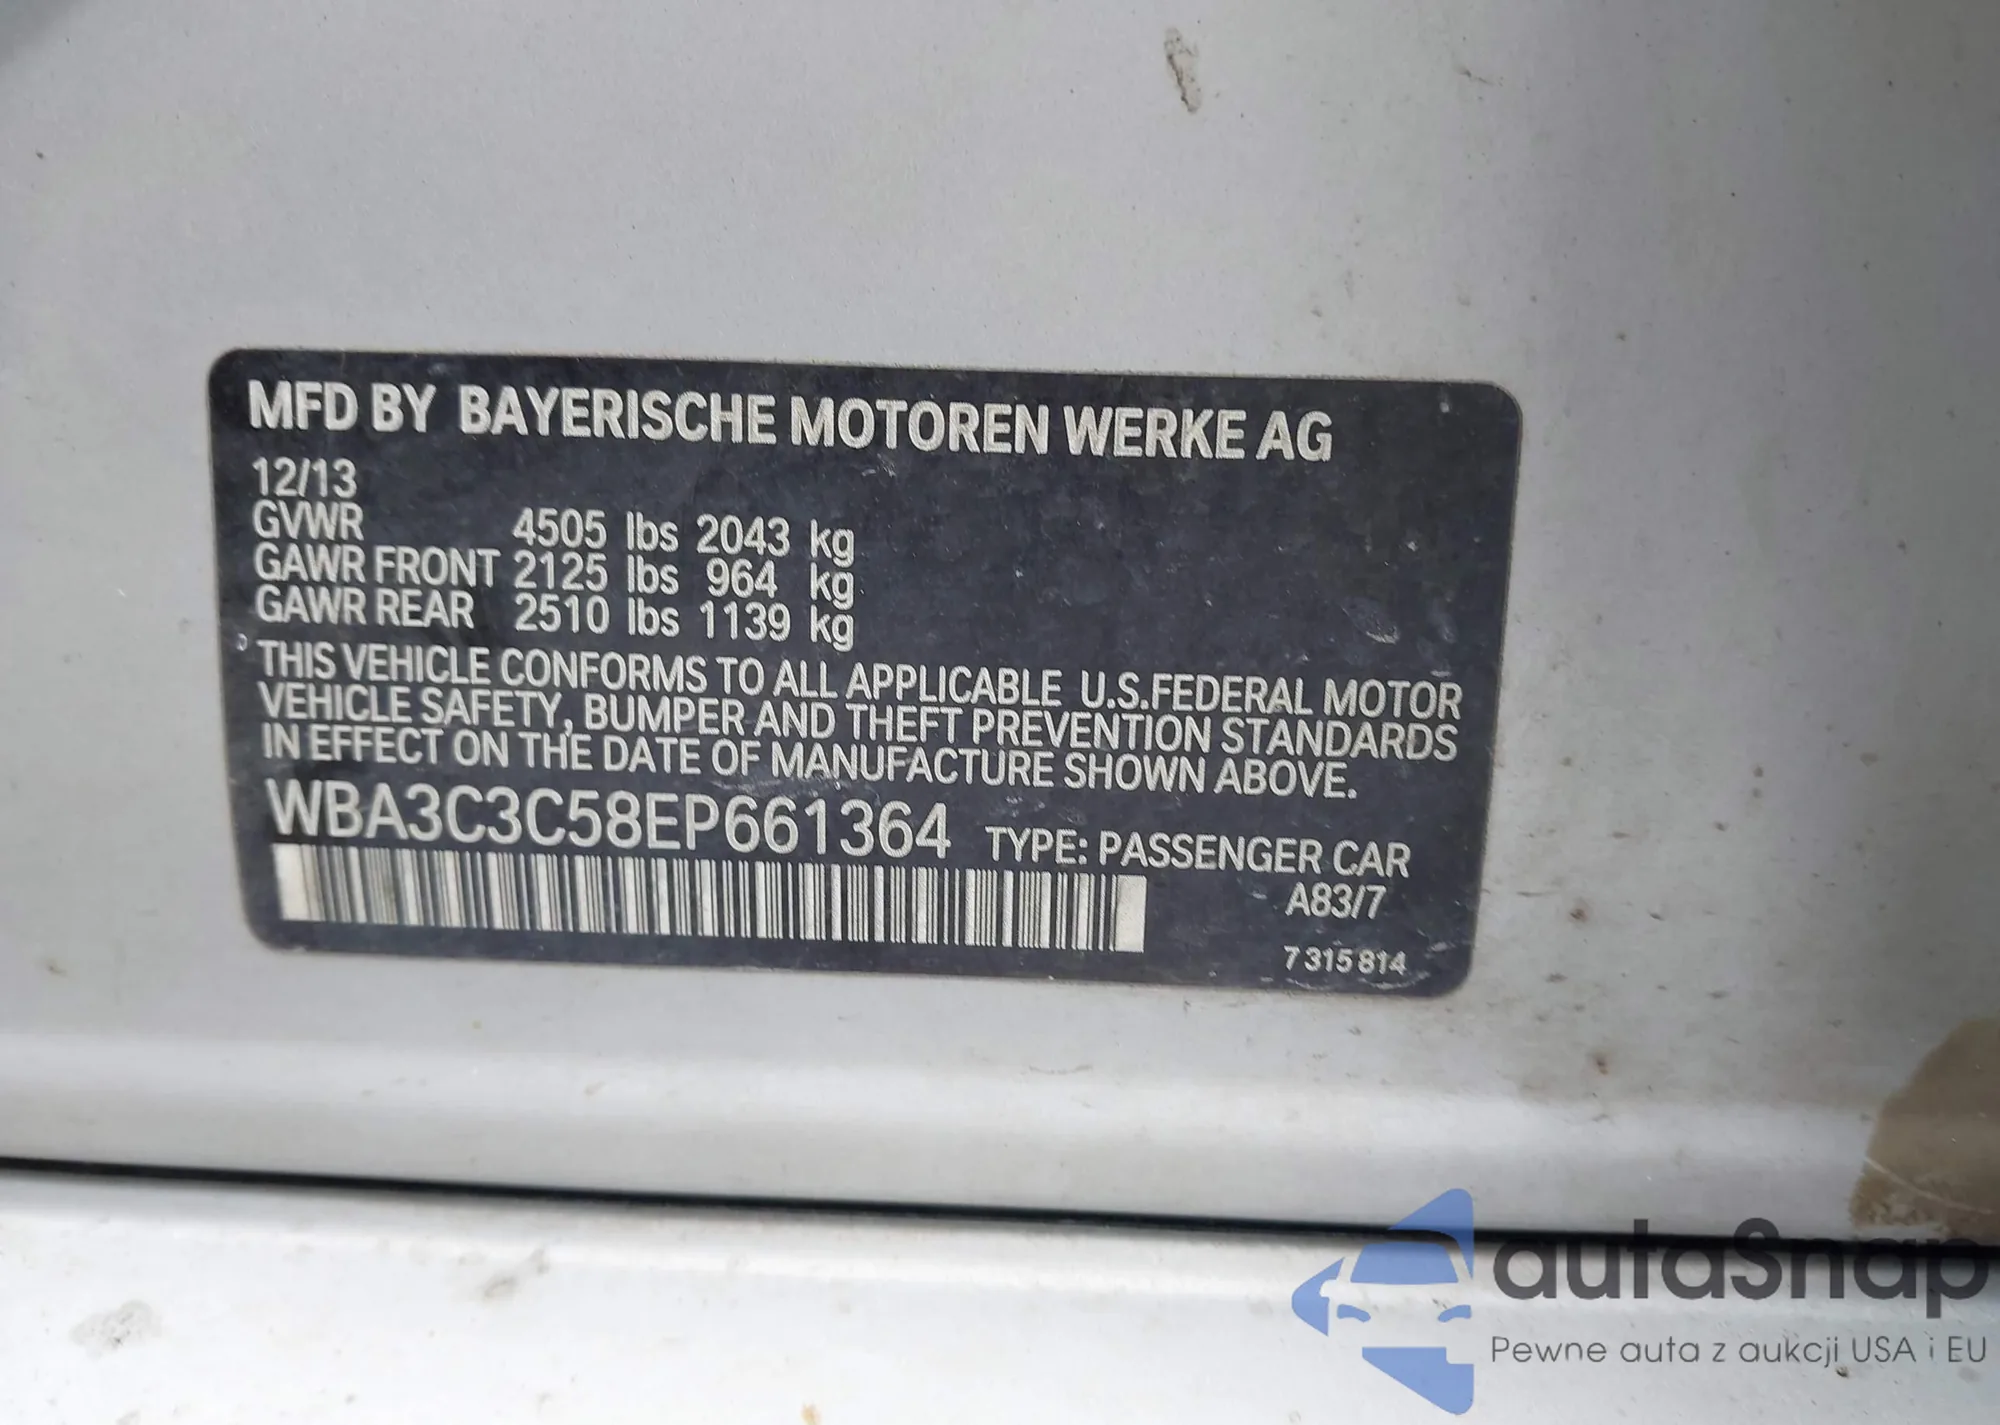 MFD BY BAYERISCHE MOTOREN WERKE AG
12/13
GVWR 4505 lbs 2043 kg
GAWR FRONT 2125 lbs 964 kg
GAWR REAR 2510 lbs 1139 kg
THIS VEHICLE CONFORMS TO ALL APPLICABLE U.S.FEDERAL MOTOR
VEHICLE SAFETY, BUMPER AND THEFT PREVENTION STANDARDS
IN EFFECT ON THE DATE OF MANUFACTURE SHOWN ABOVE.
WBA3C3C58EP661364 TYPE: PASSENGER CAR
A83/7
7 315 814
autoSnap
Pewne auta z aukcji USA i EU